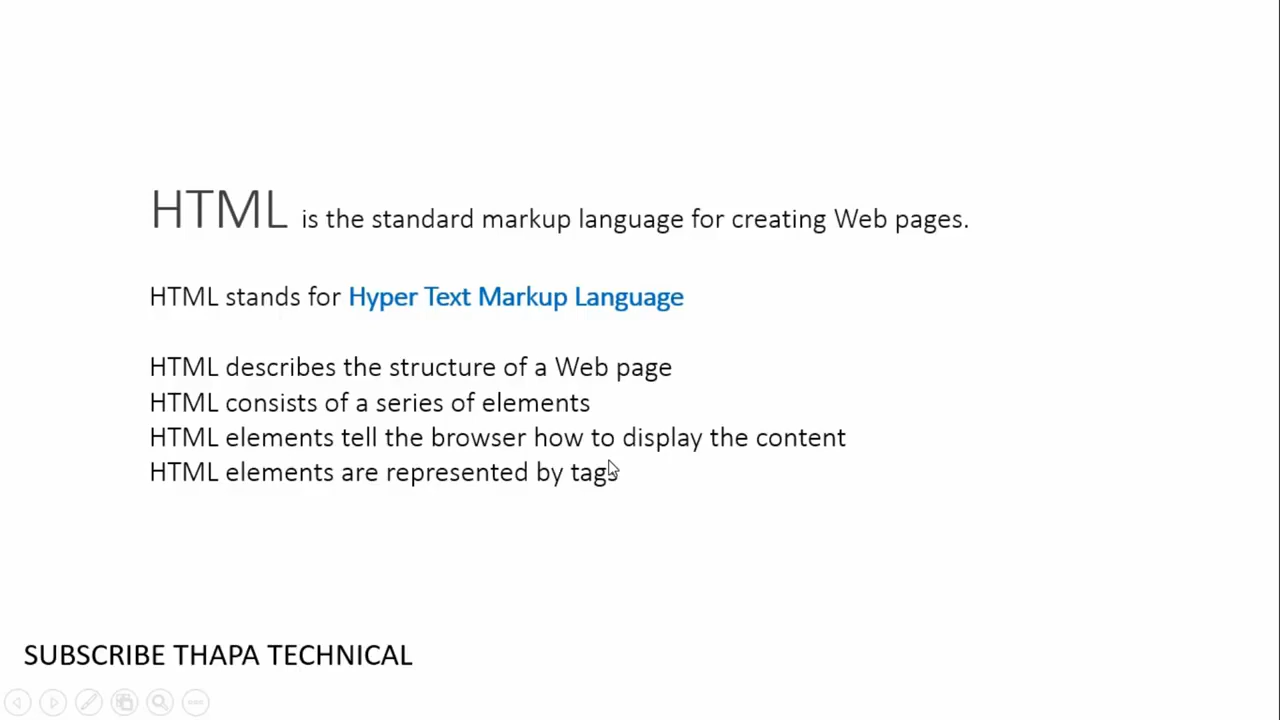 HTML is the standard markup language for creating Web pages.
HTML stands for Hyper Text Markup Language
HTML describes the structure of a Web page
HTML consists of a series of elements
HTML elements tell the browser how to display the content
HTML elements are represented by tags
SUBSCRIBE THAPA TECHNICAL